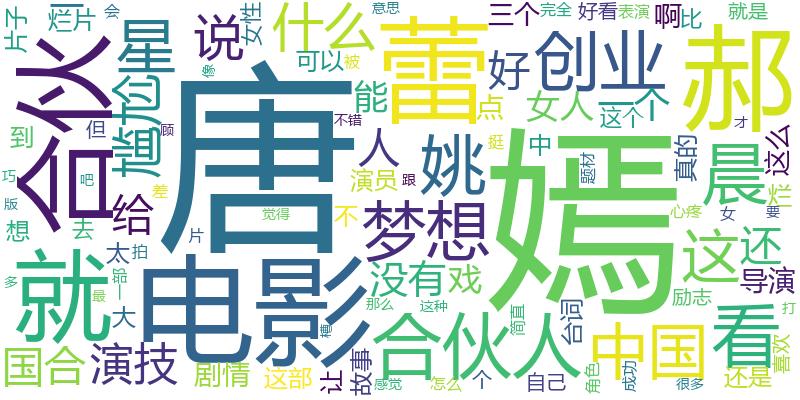 片子
烂片
会
女性
什么
意思
完全
三个
好看
表演
啊
比
就是
合伙
星
说
可以
被
像
能
蕾
好
创业
郝
尴尬
唐
点
女人
一个
这个
到
但
顾
不错
人
姚
挺
中
题材
真的
晨
这么
才
巧
吧
给
差
演员
跟
嫣
烂
版
想
去
觉得
不
梦想
心疼
女
要
太
拍
片
这
还
就
电影
没有
戏
导演
多
一部
大
最
那么
这种
励志
打
国合
演技
剧情
这部
糟
让
故事
合伙人
简直
台词
中国
看
喜欢
感觉
怎么
个
自己
角色
成功
很多
还是